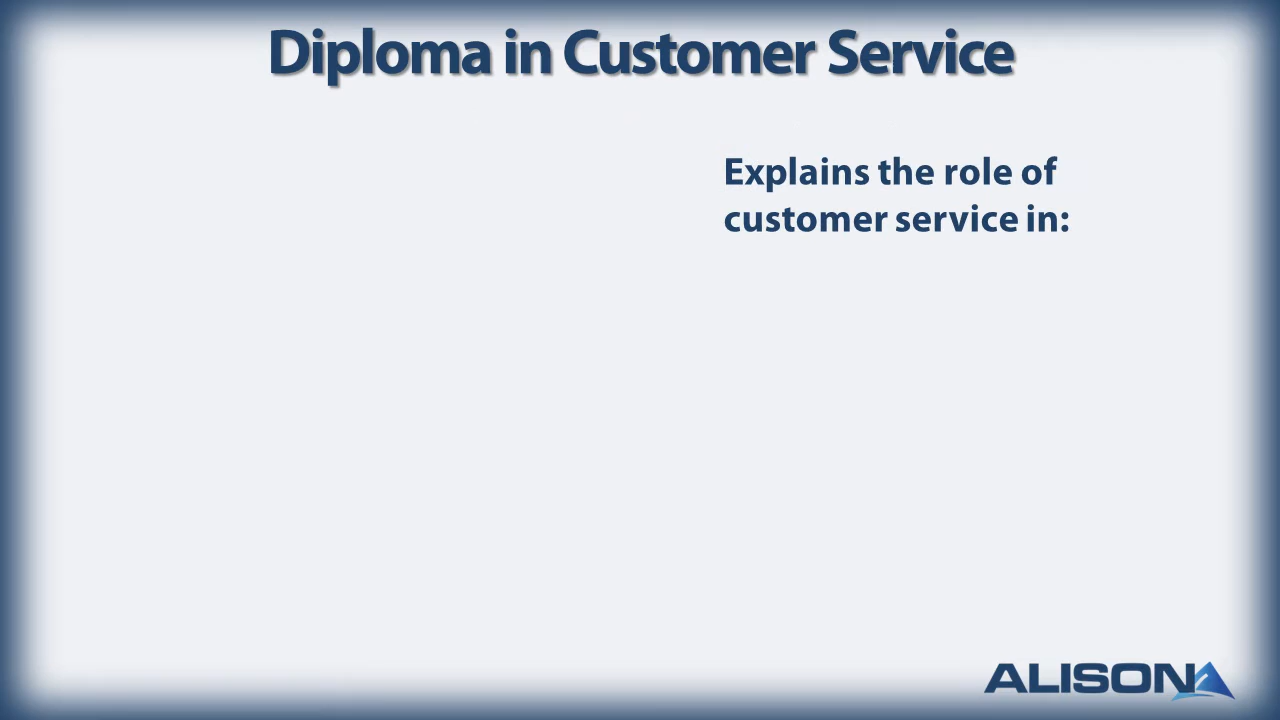 Diploma in Customer Service
Explains the role of
customer service in:
ALISON